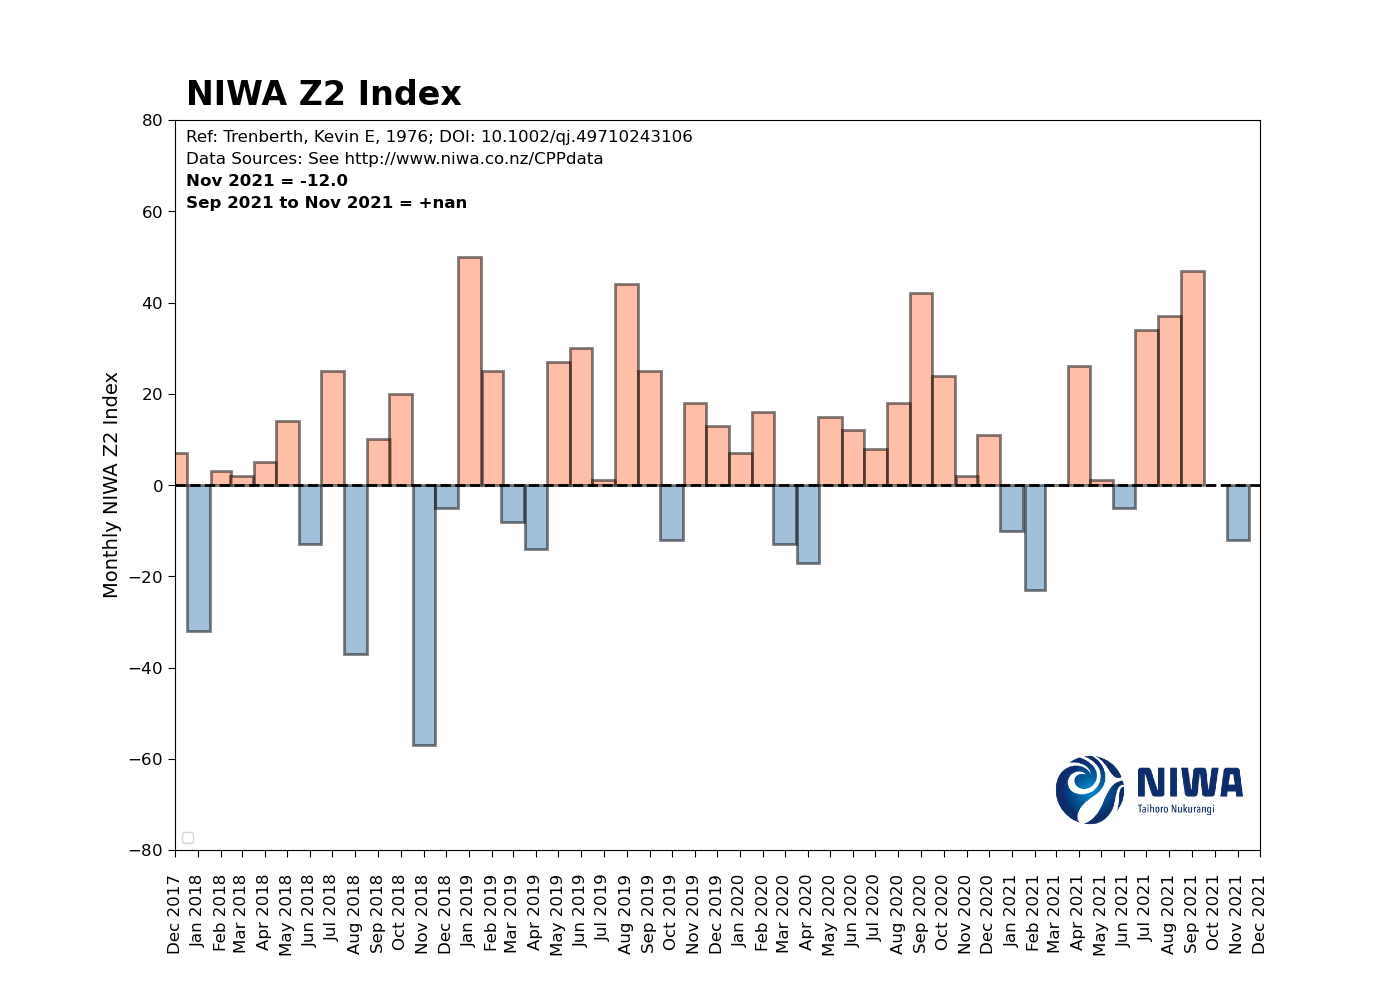 NIWA Z2 Index
Ref: Trenberth, Kevin E, 1976; DOI: 10.1002/qj.49710243106
Data Sources: See http://www.niwa.co.nz/CPPdata
Nov 2021 = -12.0
Sep 2021 to Nov 2021 = +nan
Monthly NIWA Z2 Index
80
60
40
20
0
−20
−40
−60
−80
NIWA
Taihoro Nukurangi
Dec 2017
Jan 2018
Feb 2018
Mar 2018
Apr 2018
May 2018
Jun 2018
Jul 2018
Aug 2018
Sep 2018
Oct 2018
Nov 2018
Dec 2018
Jan 2019
Feb 2019
Mar 2019
Apr 2019
May 2019
Jun 2019
Jul 2019
Aug 2019
Sep 2019
Oct 2019
Nov 2019
Dec 2019
Jan 2020
Feb 2020
Mar 2020
Apr 2020
May 2020
Jun 2020
Jul 2020
Aug 2020
Sep 2020
Oct 2020
Nov 2020
Dec 2020
Jan 2021
Feb 2021
Mar 2021
Apr 2021
May 2021
Jun 2021
Jul 2021
Aug 2021
Sep 2021
Oct 2021
Nov 2021
Dec 2021